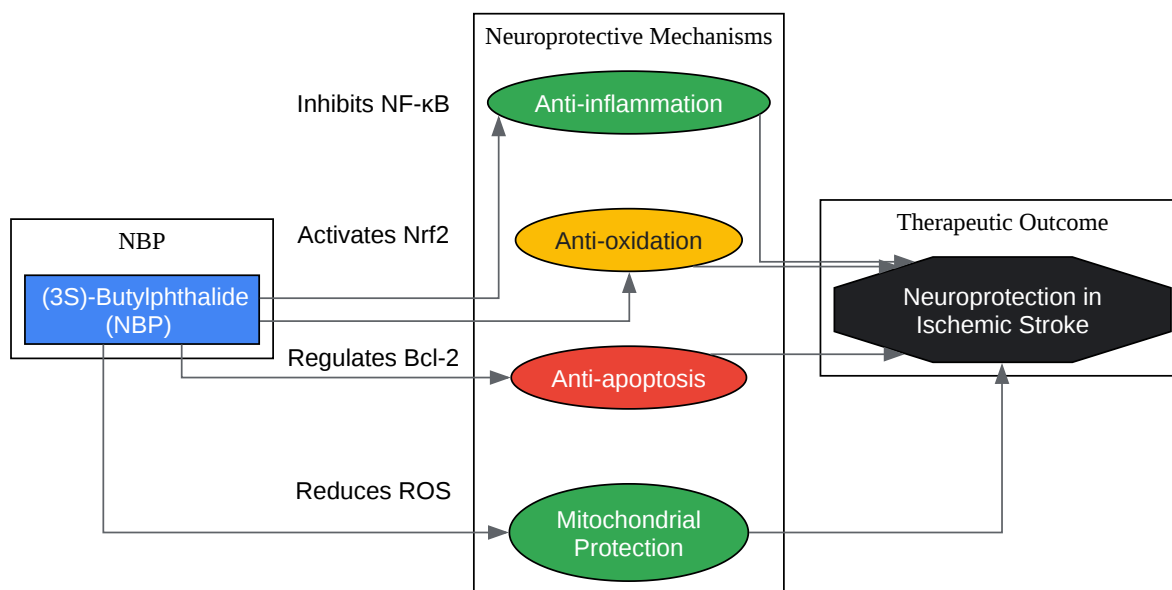 Neuroprotective Mechanisms
Inhibits NF-κB
Anti-inflammation
Activates Nrf2
Anti-oxidation
Therapeutic Outcome
NBP
(3S)-Butylphthalide
(NBP)
Neuroprotection in
Ischemic Stroke
Regulates Bcl-2
Anti-apoptosis
Reduces ROS
Mitochondrial
Protection